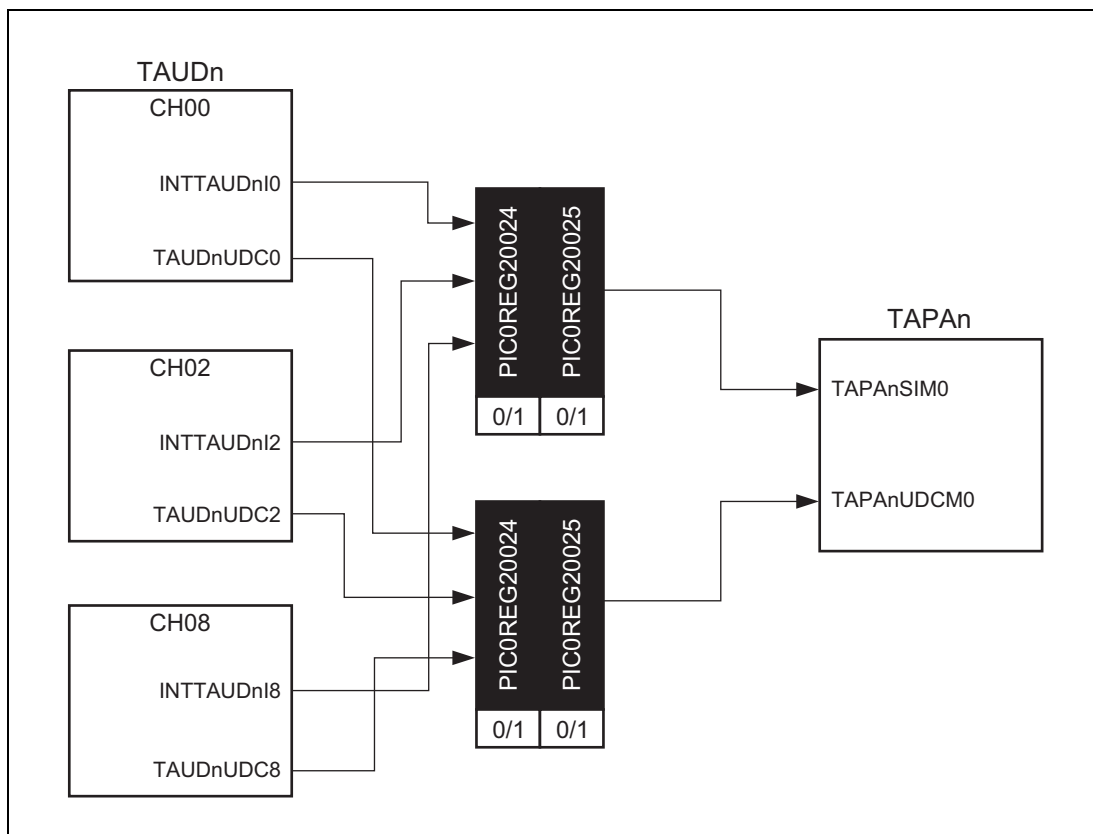 TAUDn
CH00
INTTAUDnI0
TAUDnUDC0
CH02
INTTAUDnI2
TAUDnUDC2
CH08
INTTAUDnI8
TAUDnUDC8
PIC0REG20024
PIC0REG20025
0/1 0/1
PIC0REG20024
PIC0REG20025
0/1 0/1
TAPAn
TAPAnSIM0
TAPAnUDCM0